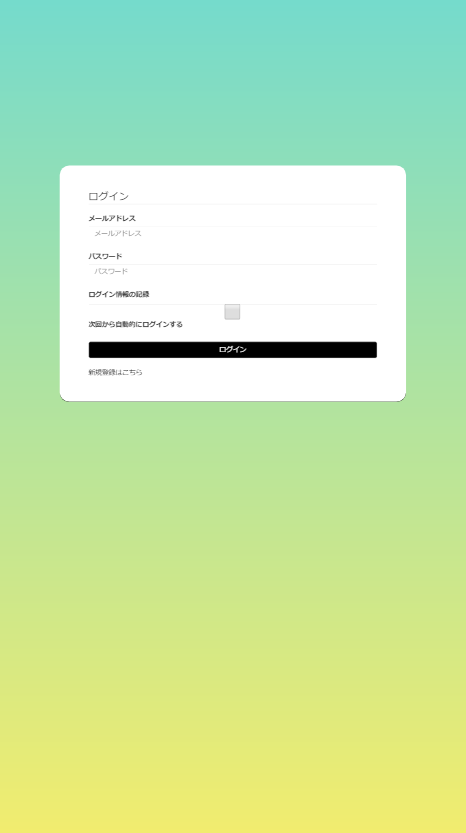 ログイン
メールアドレス
メールアドレス
パスワード
パスワード
ログイン情報の記録
次回から自動的にログインする
ログイン
新規登録はこちら